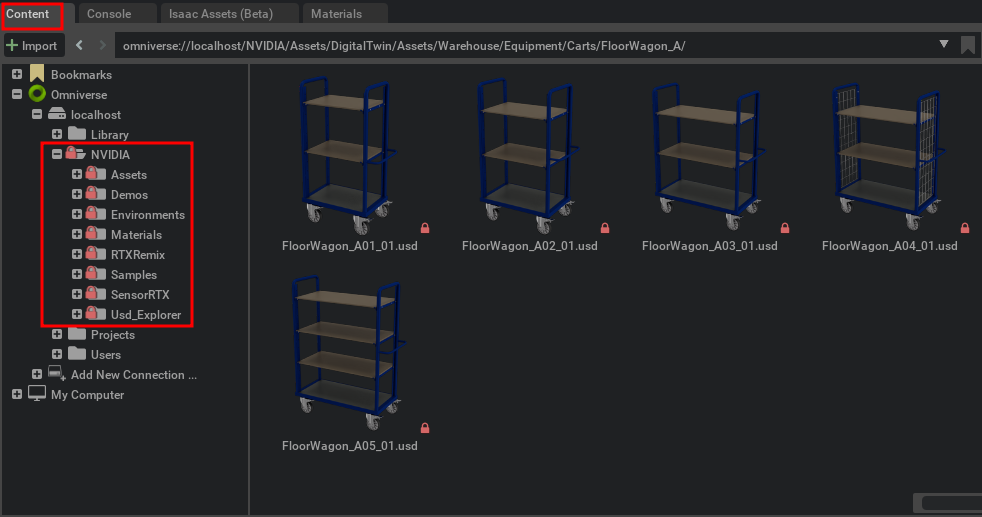 Content Console Isaac Assets (Beta) Materials
Import omniverse://localhost/NVIDIA/Assets/DigitalTwin/Assets/Warehouse/Equipment/Carts/FloorWagon_A/
Bookmarks
Omniverse
localhost
Library
NVIDIA
Assets
Demos
Environments
Materials
RTXRemix
Samples
SensorRTX
Usd_Explorer
Projects
Users
Add New Connection ...
My Computer
FloorWagon_A01_01.usd FloorWagon_A02_01.usd FloorWagon_A03_01.usd FloorWagon_A04_01.usd
FloorWagon_A05_01.usd